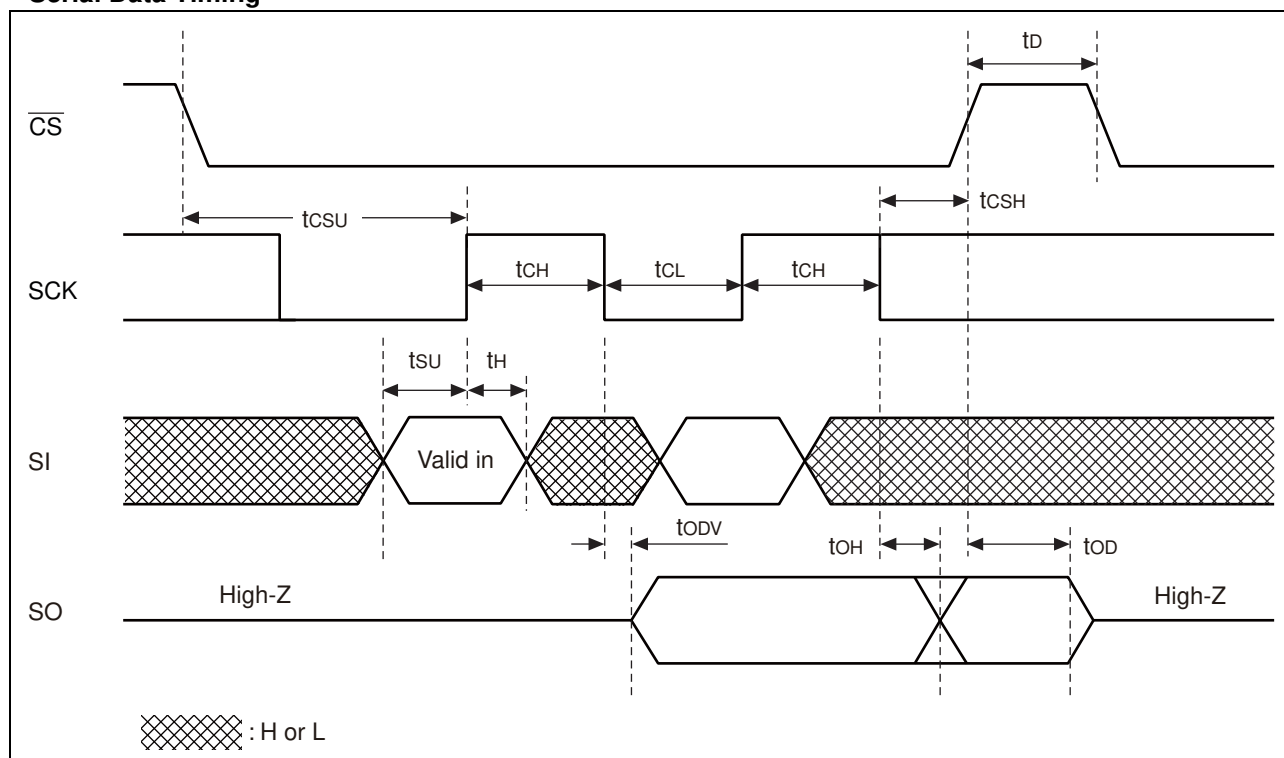 Serial Data Timing
tD
CS
tCSU
tCSH
SCK
tCH
tCL
tCH
tSU
tH
SI
Valid in
tODV
tOH
tOD
SO
High-Z
High-Z
: H or L